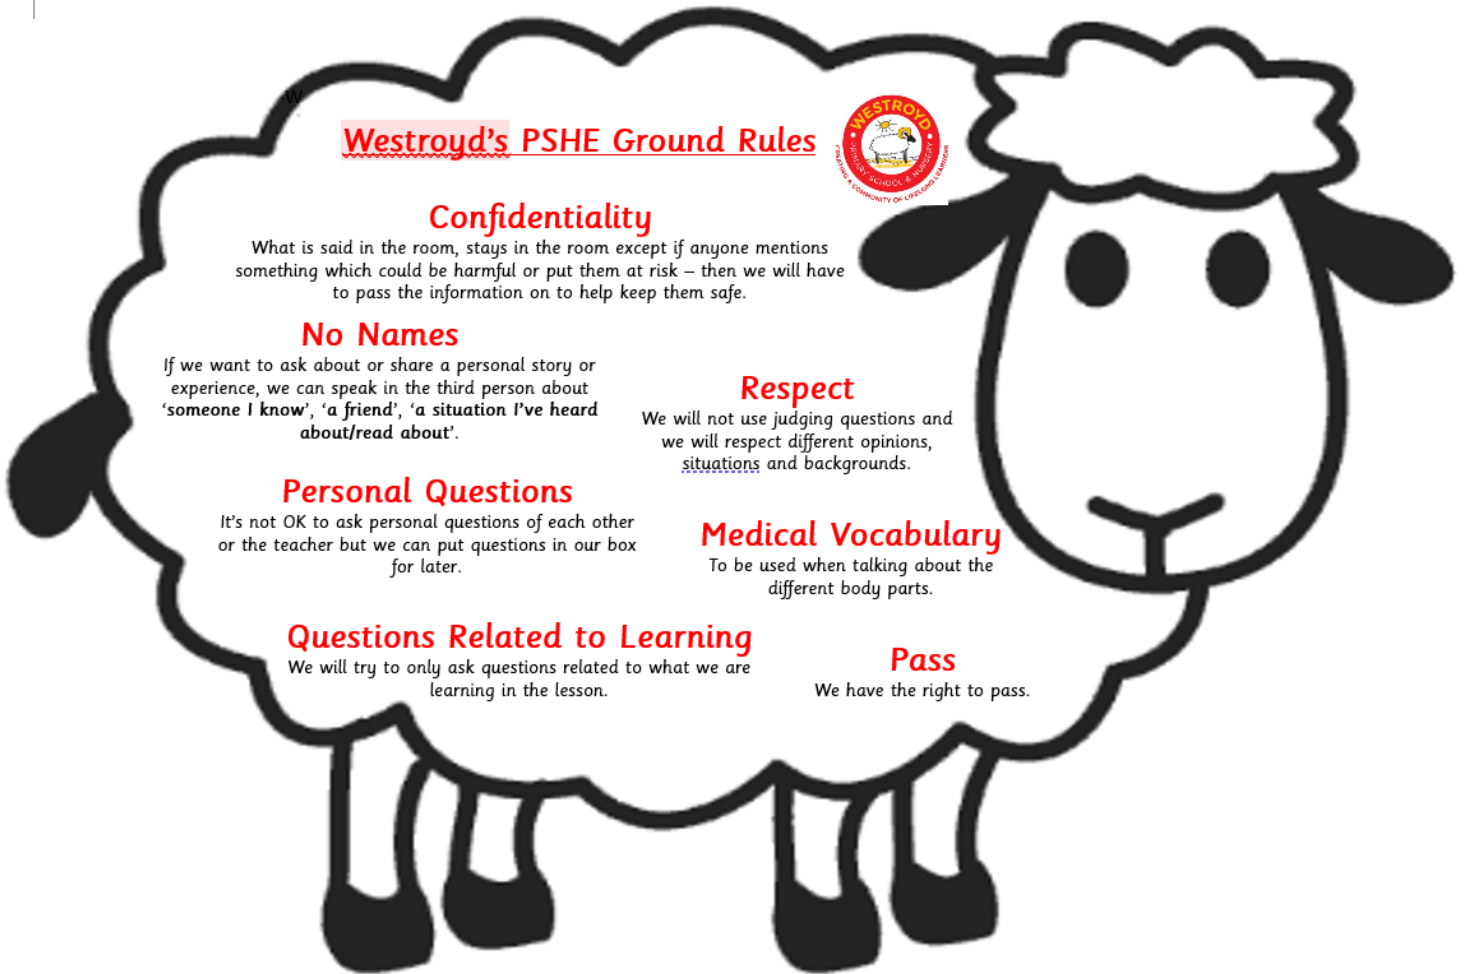 W
Westroyd's PSHE Ground Rules
WESTROYD
PRIMARY SCHOOL & NURSERY
CREATING A COMMUNITY OF LIFELONG LEARNERS
Confidentiality
What is said in the room, stays in the room except if anyone mentions
something which could be harmful or put them at risk – then we will have
to pass the information on to help keep them safe.
No Names
If we want to ask about or share a personal story or
experience, we can speak in the third person about
‘someone I know’, ‘a friend’, ‘a situation I’ve heard
about/read about’.
Respect
We will not use judging questions and
we will respect different opinions,
situations and backgrounds.
Personal Questions
It’s not OK to ask personal questions of each other
or the teacher but we can put questions in our box
for later.
Medical Vocabulary
To be used when talking about the
different body parts.
Questions Related to Learning
We will try to only ask questions related to what we are
learning in the lesson.
Pass
We have the right to pass.